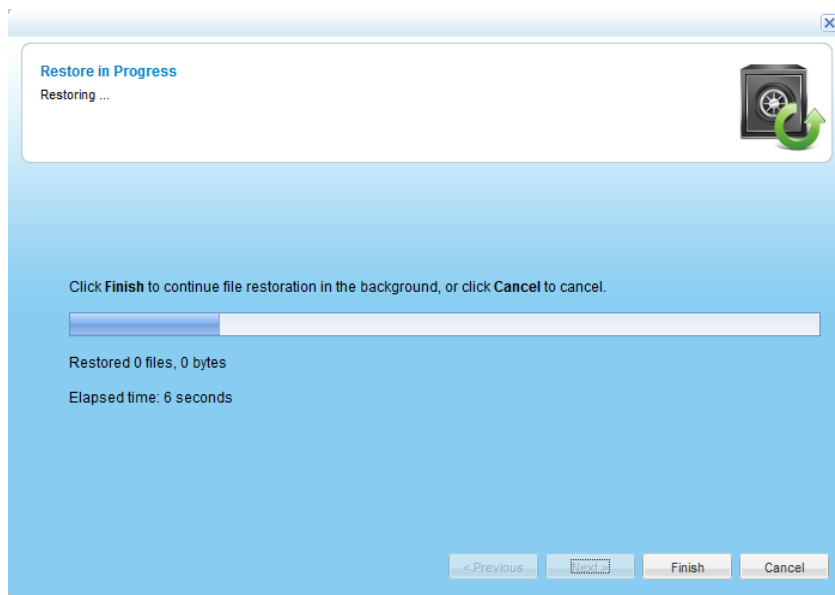 Restore in Progress
Restoring ...
Click Finish to continue file restoration in the background, or click Cancel to cancel.
Restored 0 files, 0 bytes
Elapsed time: 6 seconds
< Previous
Next >
Finish
Cancel